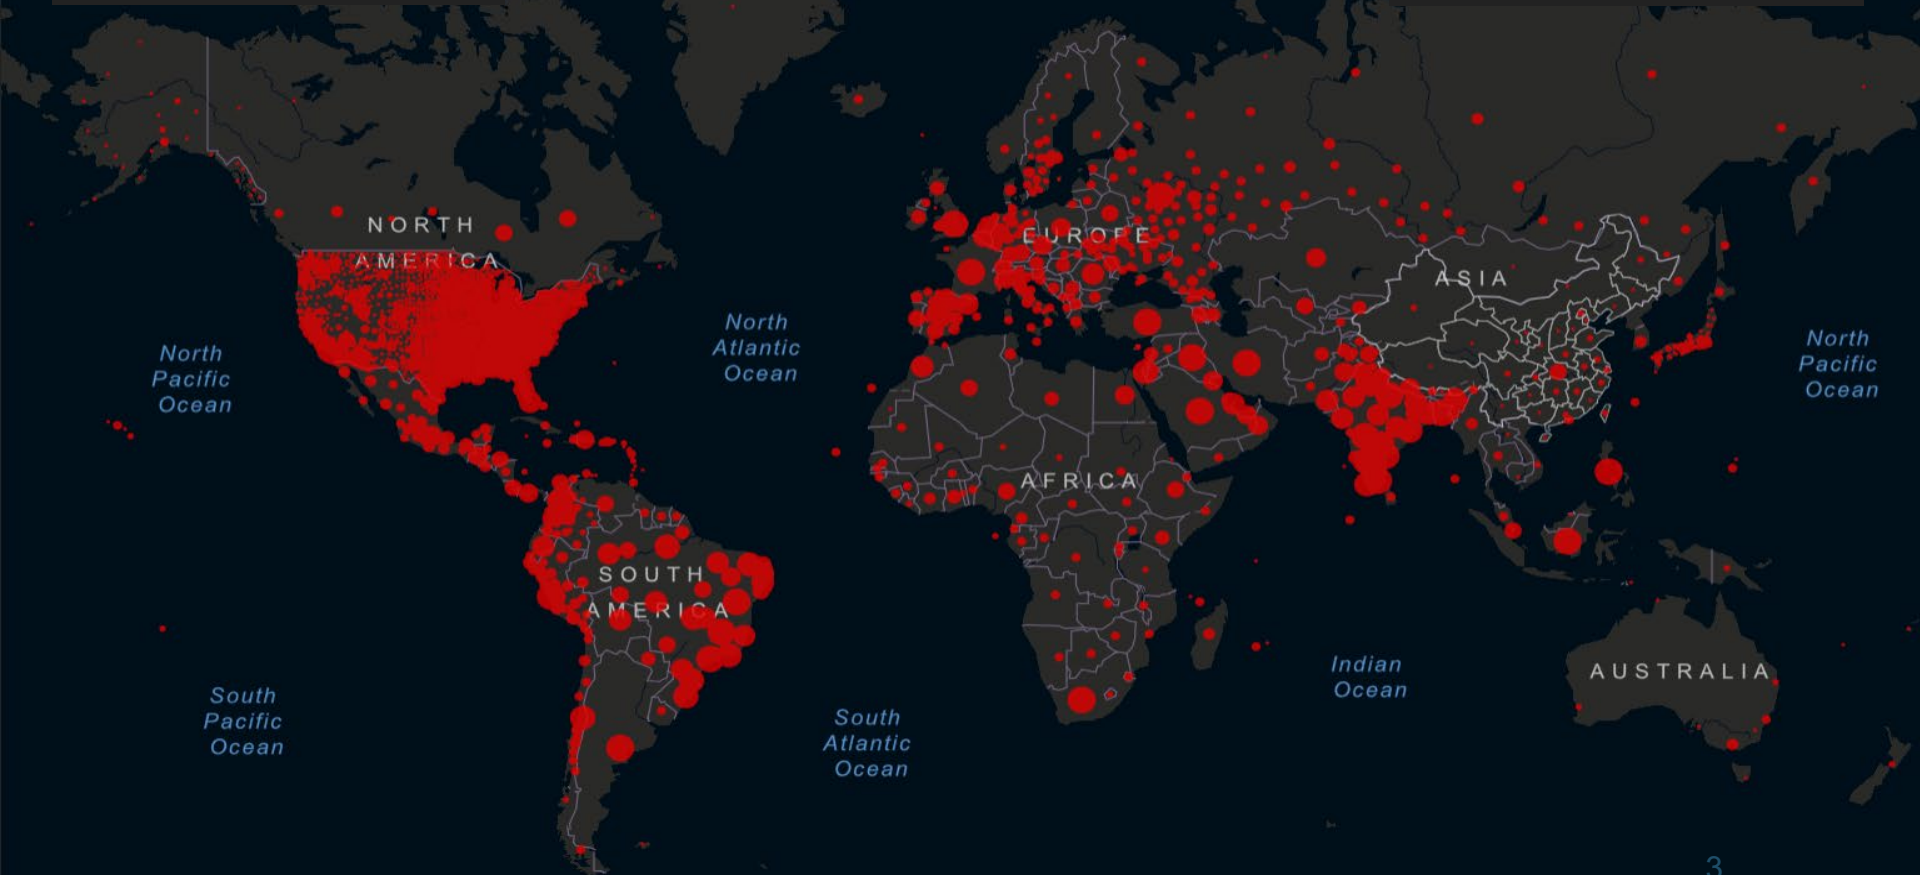 NORTH
AMERICA
EUROPE
ASIA
North
Pacific
Ocean
North
Atlantic
Ocean
North
Pacific
Ocean
AFRICA
SOUTH
AMERICA
South
Pacific
Ocean
South
Atlantic
Ocean
Indian
Ocean
AUSTRALIA
3